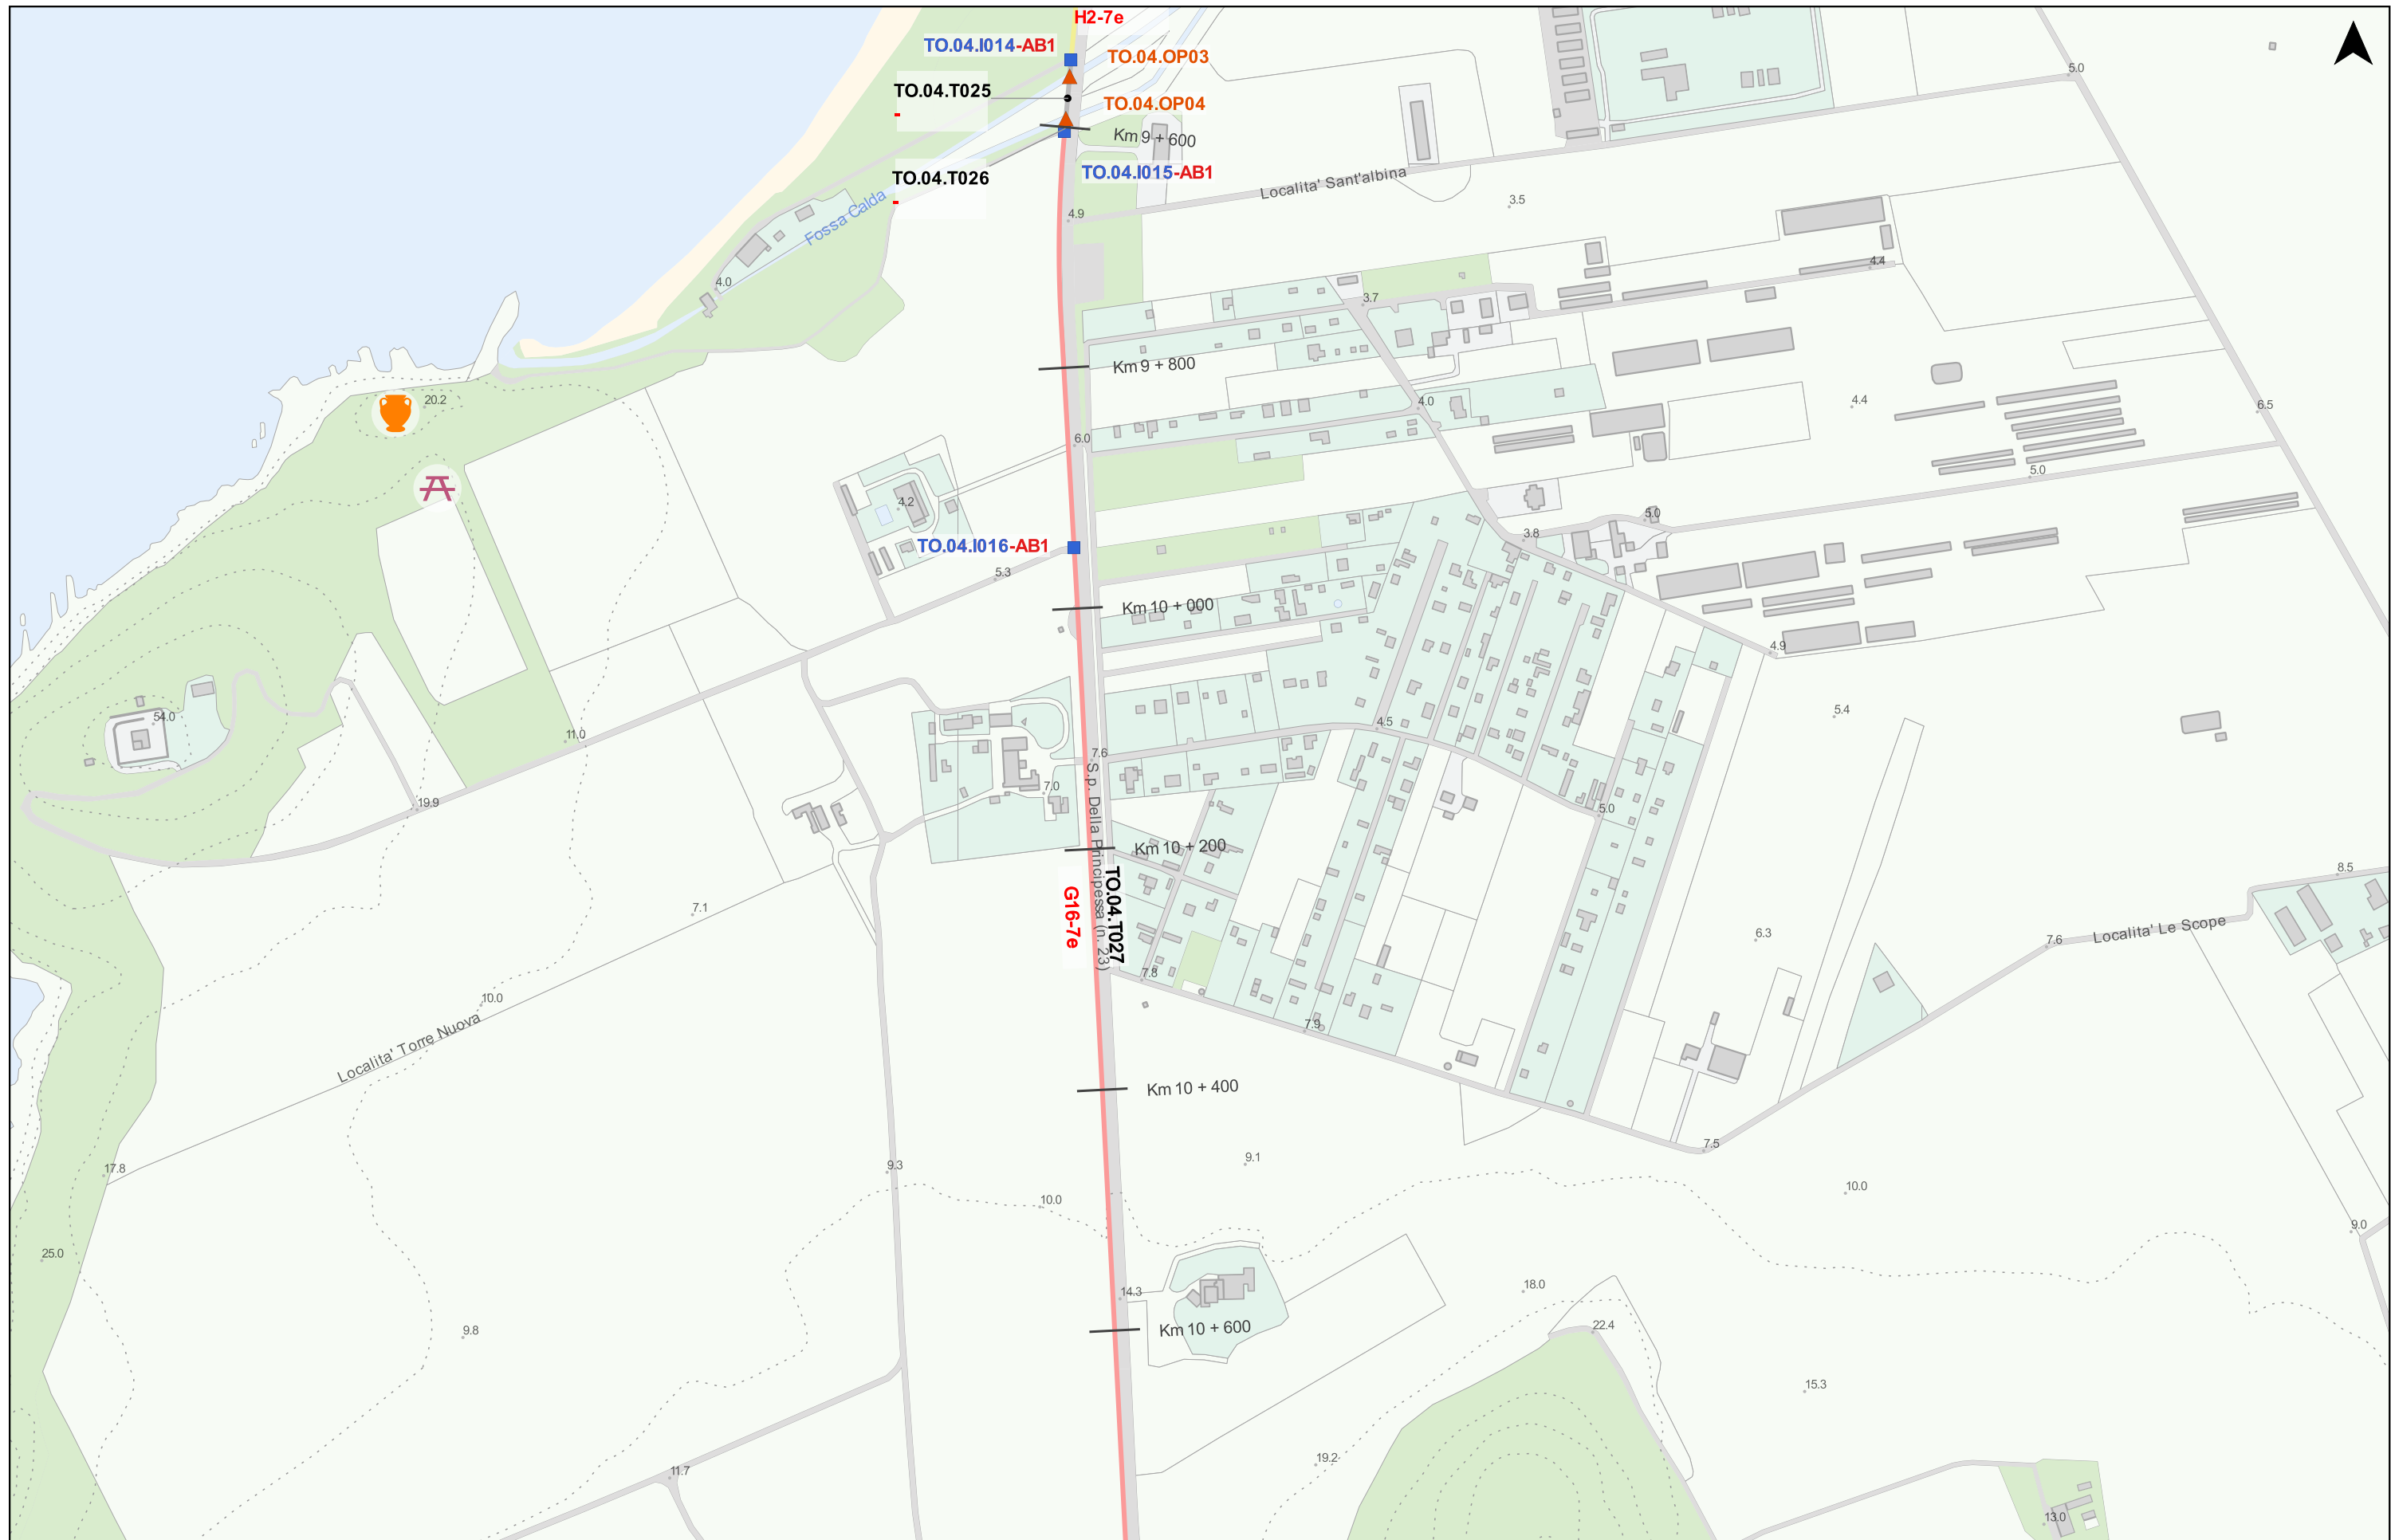 H2-7e
TO.04.I014-AB1
TO.04.OP03
5.0
TO.04.T025
-
TO.04.OP04
Km 9 + 600
TO.04.I015-AB1
TO.04.T026
-
Localita' Sant'albina
3.5
4.9
Fossa Calda
4.4
4.0
3.7
Km 9 + 800
20.2
4.0
4.4
6.5
6.0
5.0
4.2
5.0
3.8
TO.04.I016-AB1
5.3
Km 10 + 000
4.9
54.0
5.4
11.0
4.5
7.6
S.p. Della Principessa (n. 23)
7.0
19.9
5.0
Km 10 + 200
8.5
G16-7e
TO.04.T027
7.1
Localita' Le Scope
7.6
6.3
7.8
10.0
Localita' Torre Nuova
7.9
Km 10 + 400
7.5
17.8
9.3
9.1
10.0
10.0
9.0
25.0
14.3
18.0
Km 10 + 600
9.8
22.4
15.3
19.2
11.7
13.0